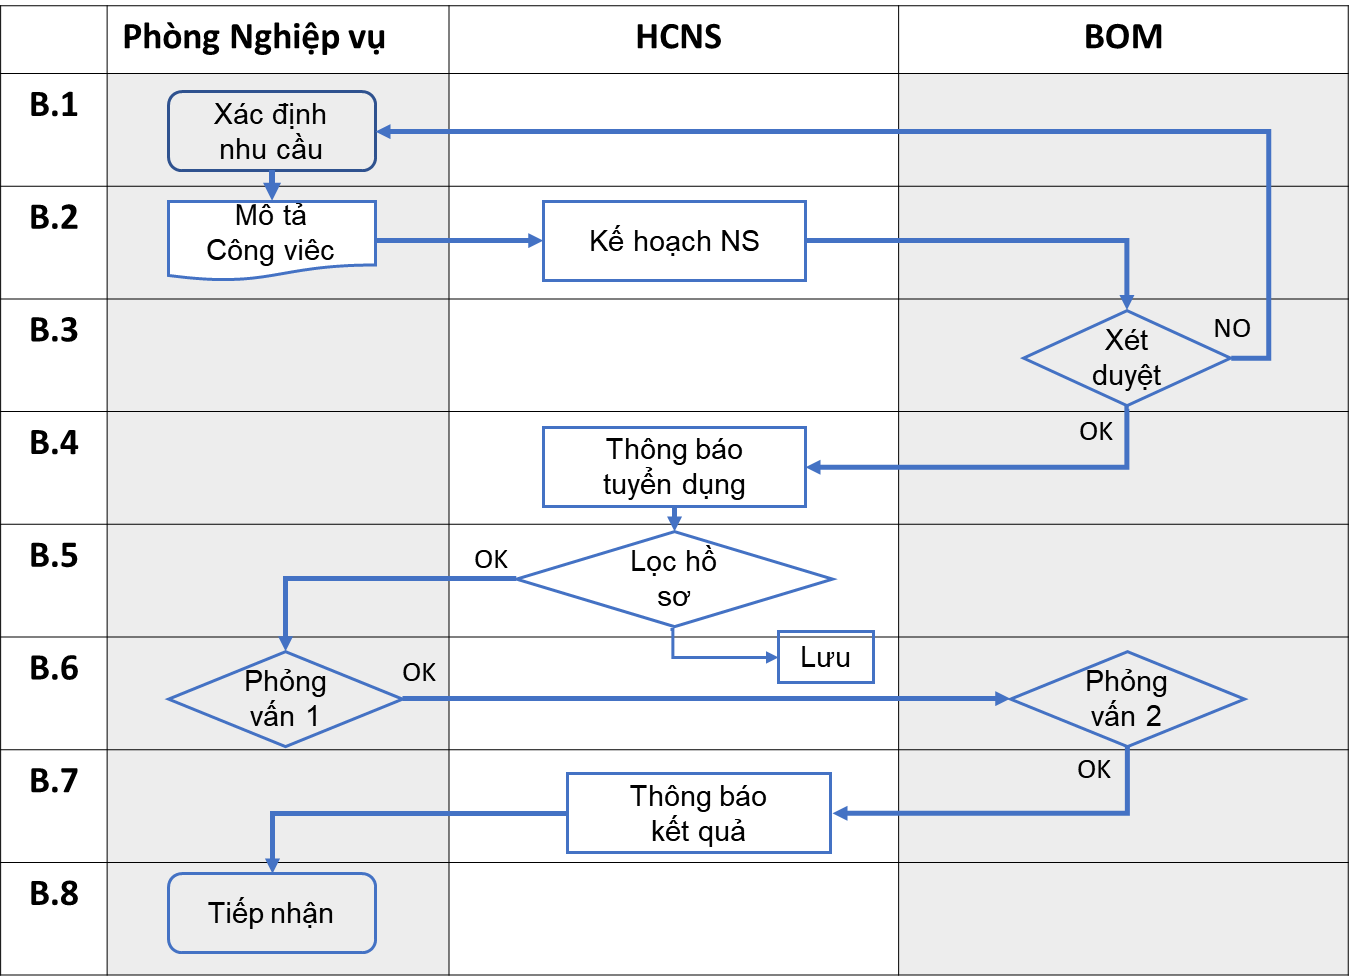 Phòng Nghiệp vụ
HCNS
BOM
B.1
Xác định
nhu cầu
B.2
Mô tả
Công viêc
Kế hoạch NS
B.3
Xét
duyệt
NO
B.4
Thông báo
tuyển dụng
OK
B.5
OK
Lọc hồ
sơ
B.6
Phỏng
vấn 1
OK
Lưu
Phỏng
vấn 2
B.7
Thông báo
kết quả
OK
B.8
Tiếp nhận